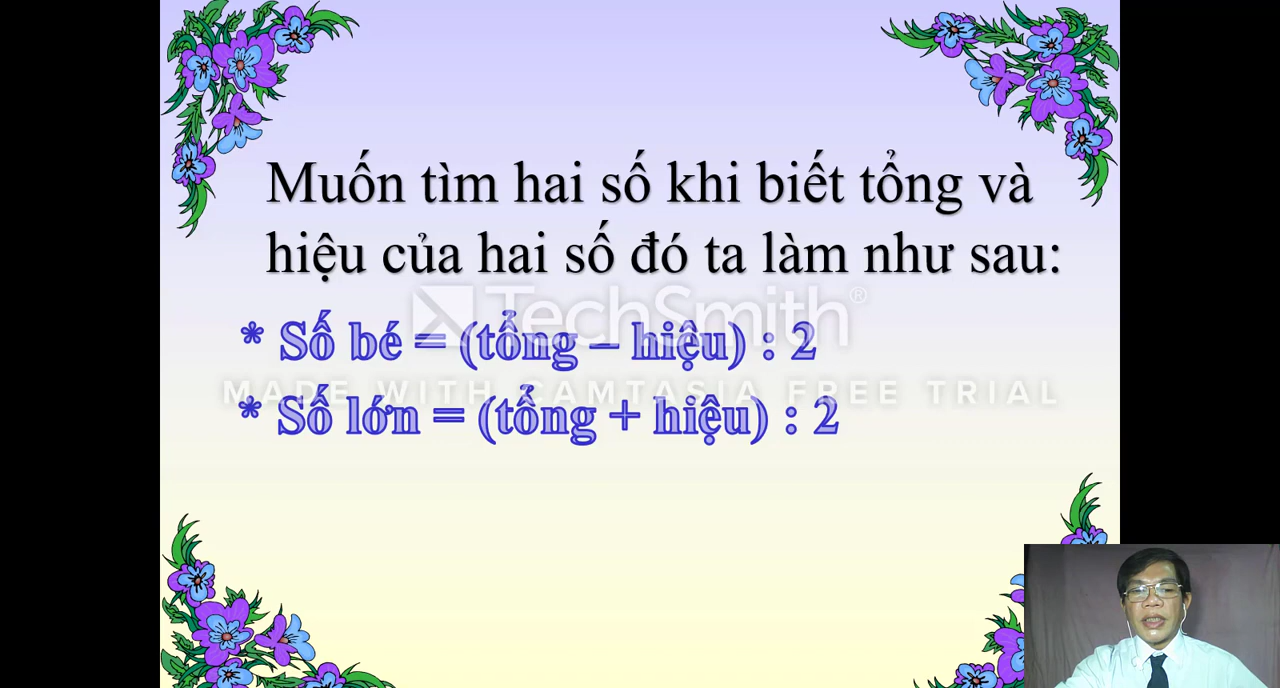 Muốn tìm hai số khi biết tổng và
hiệu của hai số đó ta làm như sau:
TechSmith®
* Số bé = (tổng – hiệu) : 2
MADE WITH CAMTASIA FREE TRIAL
* Số lớn = (tổng + hiệu) : 2